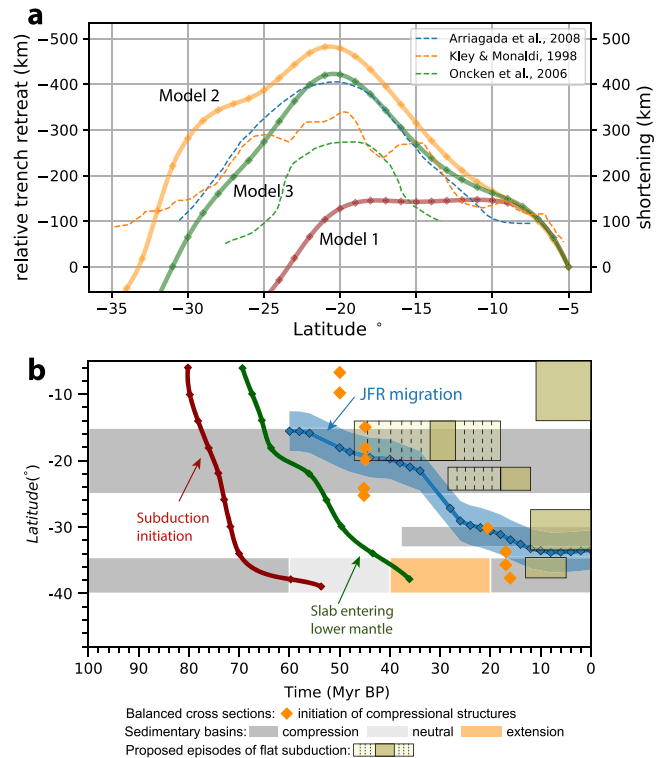 a
relative trench retreat (km)
−500
−400
−300
−200
−100
0
Arriagada et al., 2008
Kley & Monaldi, 1998
Oncken et al., 2006
Model 2
Model 3
Model 1
500
400
300
200
100
0
shortening (km)
−35 −30 −25 −20 −15 −10 −5
Latitude °
b
Latitude(°)
-10
-20
-30
-40
JFR migration
Subduction
initiation
Slab entering
lower mantle
100 90 80 70 60 50 40 30 20 10 0
Time (Myr BP)
Balanced cross sections: initiation of compressional structures
Sedimentary basins: compression neutral extension
Proposed episodes of flat subduction: